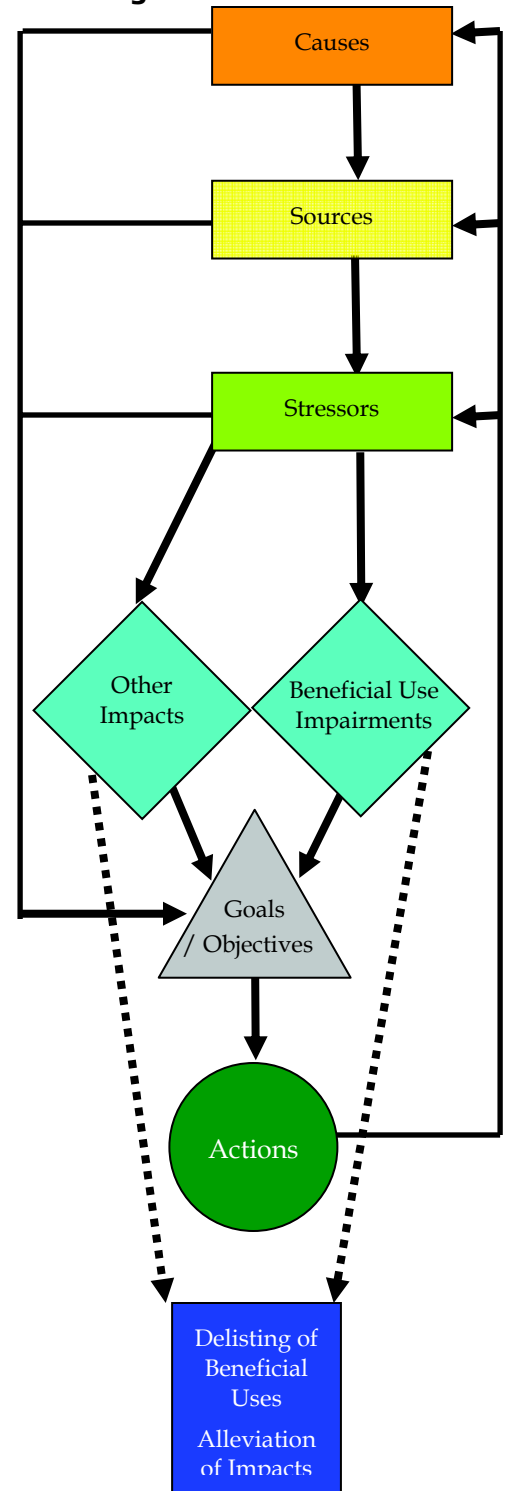 Causes
Sources
Stressors
Other
Impacts
Beneficial Use
Impairments
Goals
/ Objectives
Actions
Delisting of
Beneficial
Uses
Alleviation
of Impacts